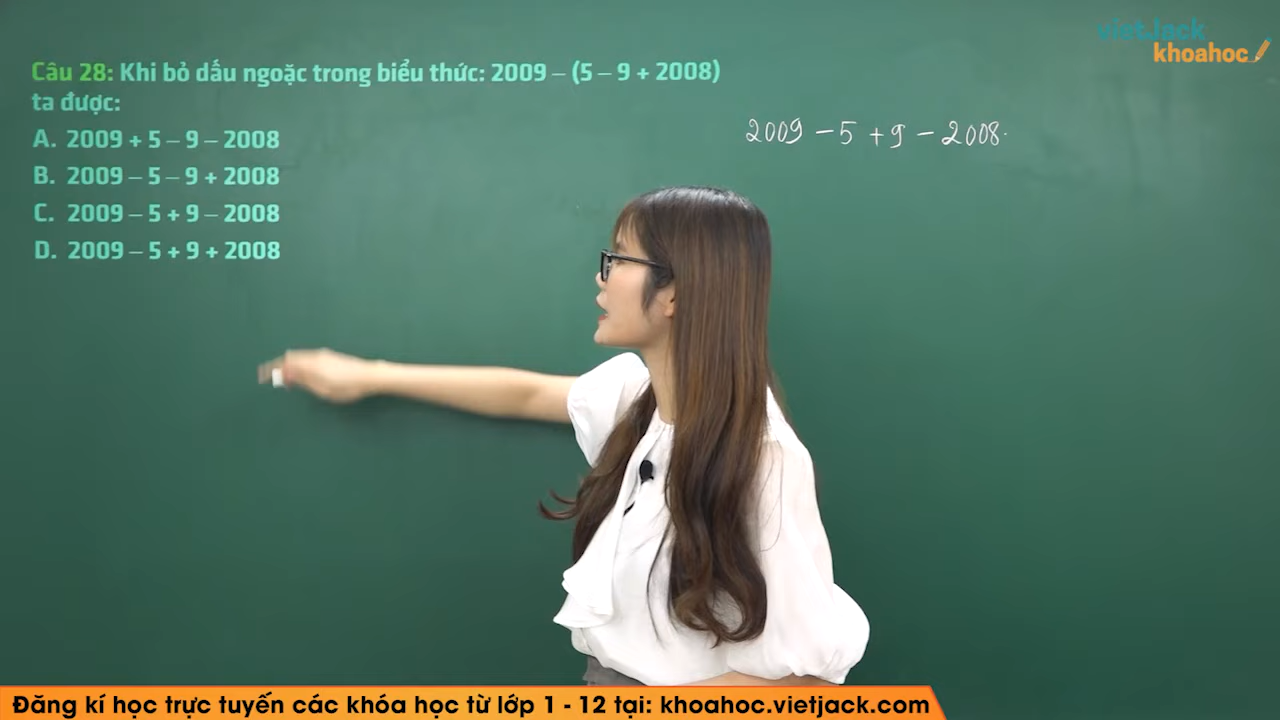 vietJack
khoahoc
Câu 28: Khi bỏ dấu ngoặc trong biểu thức: 2009 – (5 – 9 + 2008)
ta được:
A. 2009 + 5 – 9 – 2008
B. 2009 – 5 – 9 + 2008
C. 2009 – 5 + 9 – 2008
D. 2009 – 5 + 9 + 2008
2009 – 5 + 9 – 2008.
Đăng kí học trực tuyến các khóa học từ lớp 1 - 12 tại: khoahoc.vietjack.com